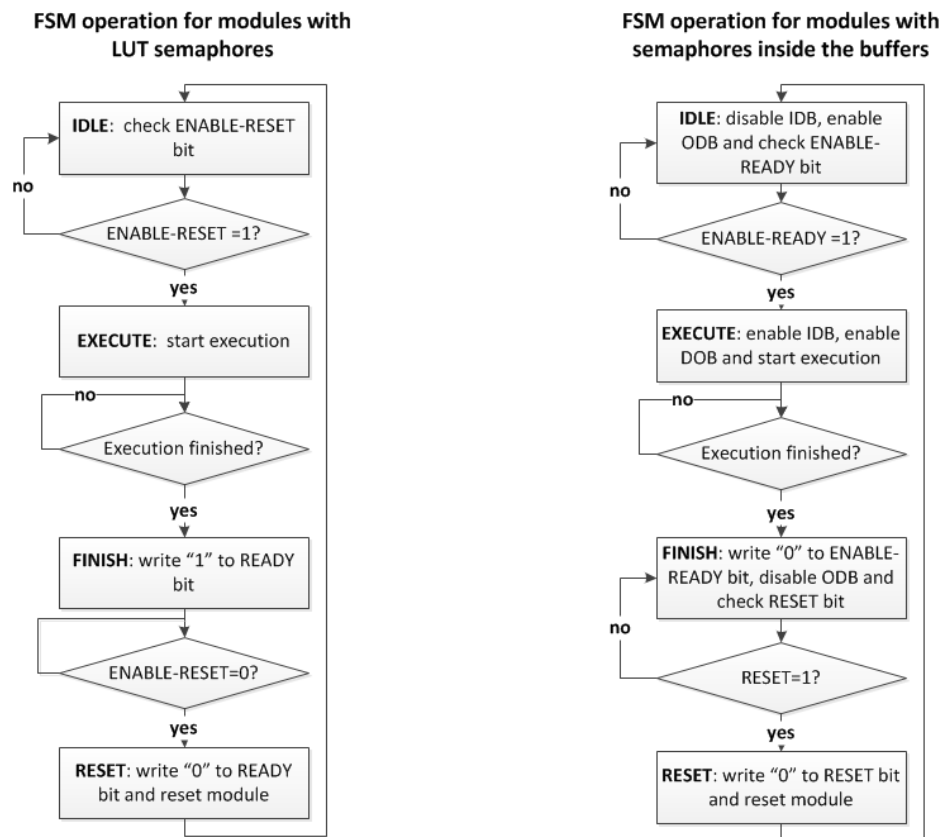 FSM operation for modules with
LUT semaphores
IDLE: check ENABLE-RESET
bit
no
ENABLE-RESET =1?
yes
EXECUTE: start execution
no
Execution finished?
yes
FINISH: write “1” to READY
bit
ENABLE-RESET=0?
yes
RESET: write “0” to READY
bit and reset module
FSM operation for modules with
semaphores inside the buffers
IDLE: disable IDB, enable
ODB and check ENABLE-
READY bit
no
ENABLE-READY =1?
yes
EXECUTE: enable IDB, enable
DOB and start execution
no
Execution finished?
yes
FINISH: write “0” to ENABLE-
READY bit, disable ODB and
check RESET bit
no
RESET=1?
yes
RESET: write “0” to RESET bit
and reset module